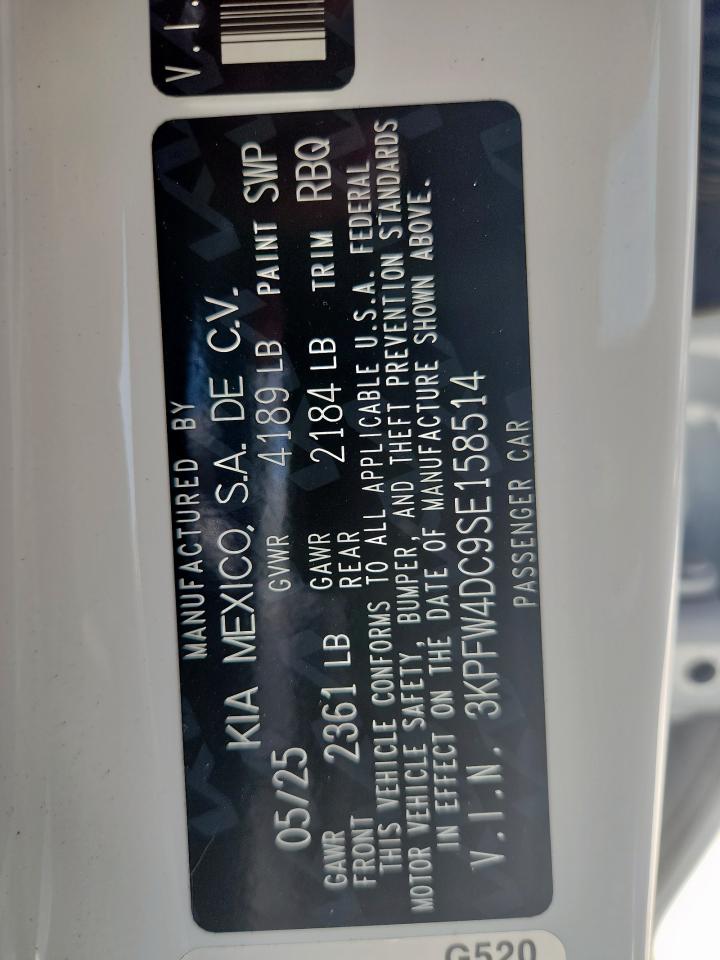 V.I.
MANUFACTURED BY
KIA MEXICO, S.A. DE C.V.
05/25 GVWR 4189 LB PAINT SWP
GAWR FRONT 2361 LB GAWR REAR 2184 LB TRIM RBQ
THIS VEHICLE CONFORMS TO ALL APPLICABLE U.S.A. FEDERAL
MOTOR VEHICLE SAFETY, BUMPER, AND THEFT PREVENTION STANDARDS
IN EFFECT ON THE DATE OF MANUFACTURE SHOWN ABOVE.
V.I.N. 3KPFW4DC9SE158514
PASSENGER CAR
G520